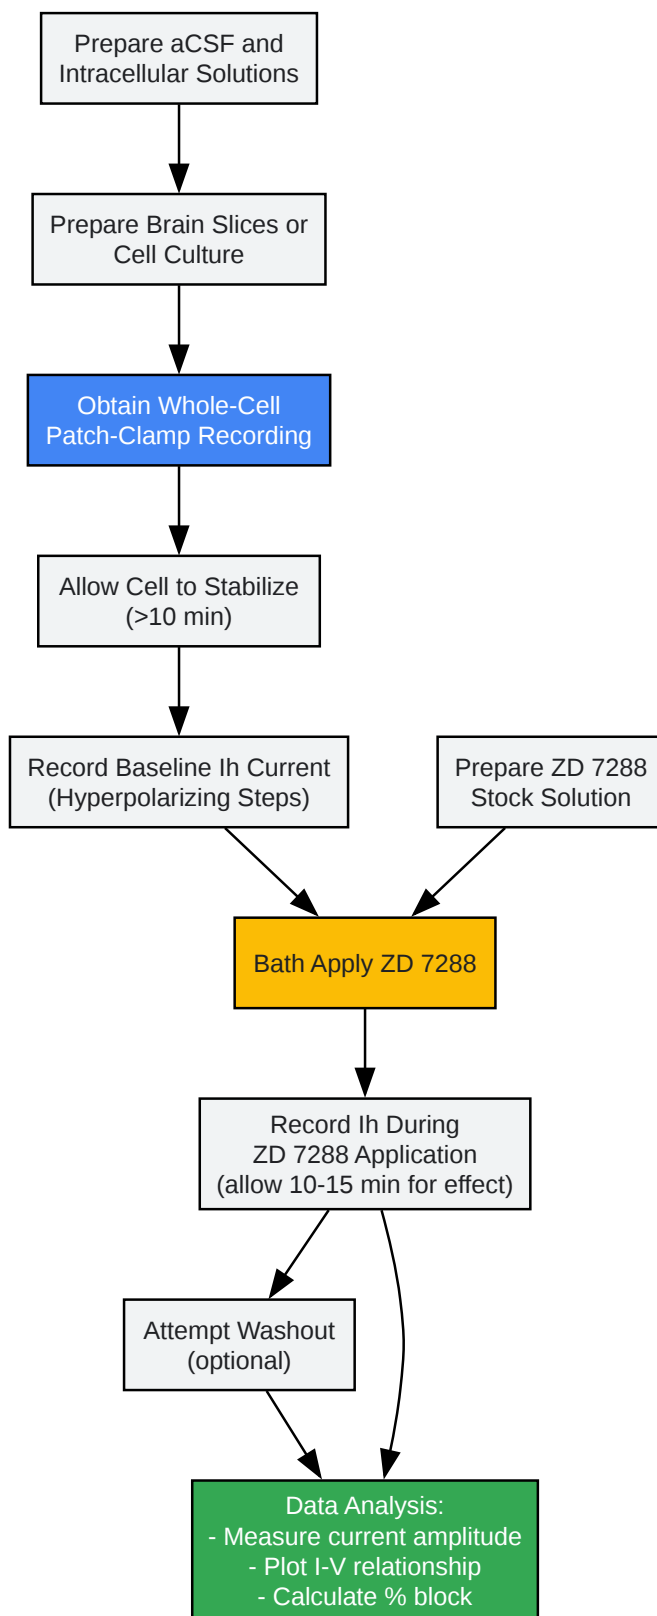 Prepare aCSF and
Intracellular Solutions
Prepare Brain Slices or
Cell Culture
Obtain Whole-Cell
Patch-Clamp Recording
Allow Cell to Stabilize
(>10 min)
Record Baseline Ih Current
(Hyperpolarizing Steps)
Prepare ZD 7288
Stock Solution
Bath Apply ZD 7288
Record Ih During
ZD 7288 Application
(allow 10-15 min for effect)
Attempt Washout
(optional)
Data Analysis:
- Measure current amplitude
- Plot I-V relationship
- Calculate % block